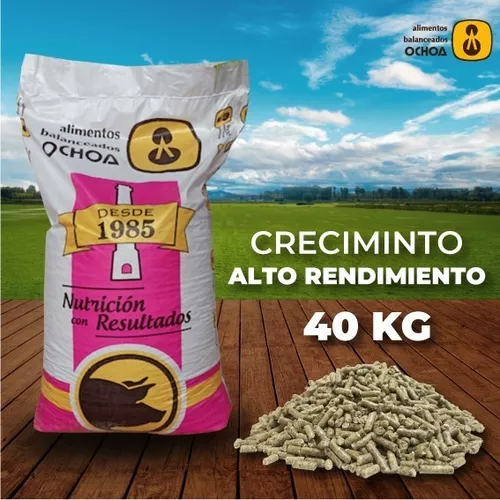 alimentos
balanceados
OCHOA
alimentos
balanceados
OCHOA
DESDE
1985
Nutrición
con Resultados
CRECIMINTO
ALTO RENDIMIENTO
40 KG